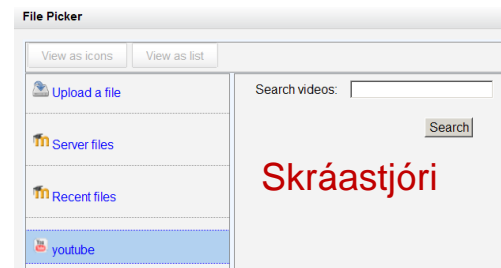 File Picker
View as icons View as list
Upload a file
Server files
Recent files
youtube
Search videos:
Search
Skráastjóri